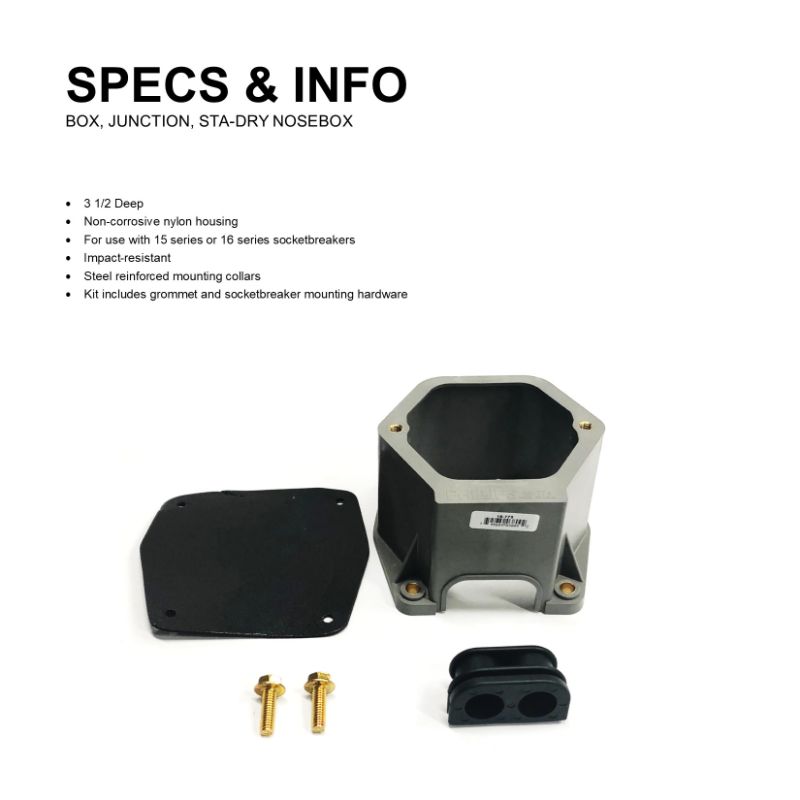 SPECS & INFO
BOX, JUNCTION, STA-DRY NOSEBOX
• 3 1/2 Deep
• Non-corrosive nylon housing
• For use with 15 series or 16 series socketbreakers
• Impact-resistant
• Steel reinforced mounting collars
• Kit includes grommet and socketbreaker mounting hardware